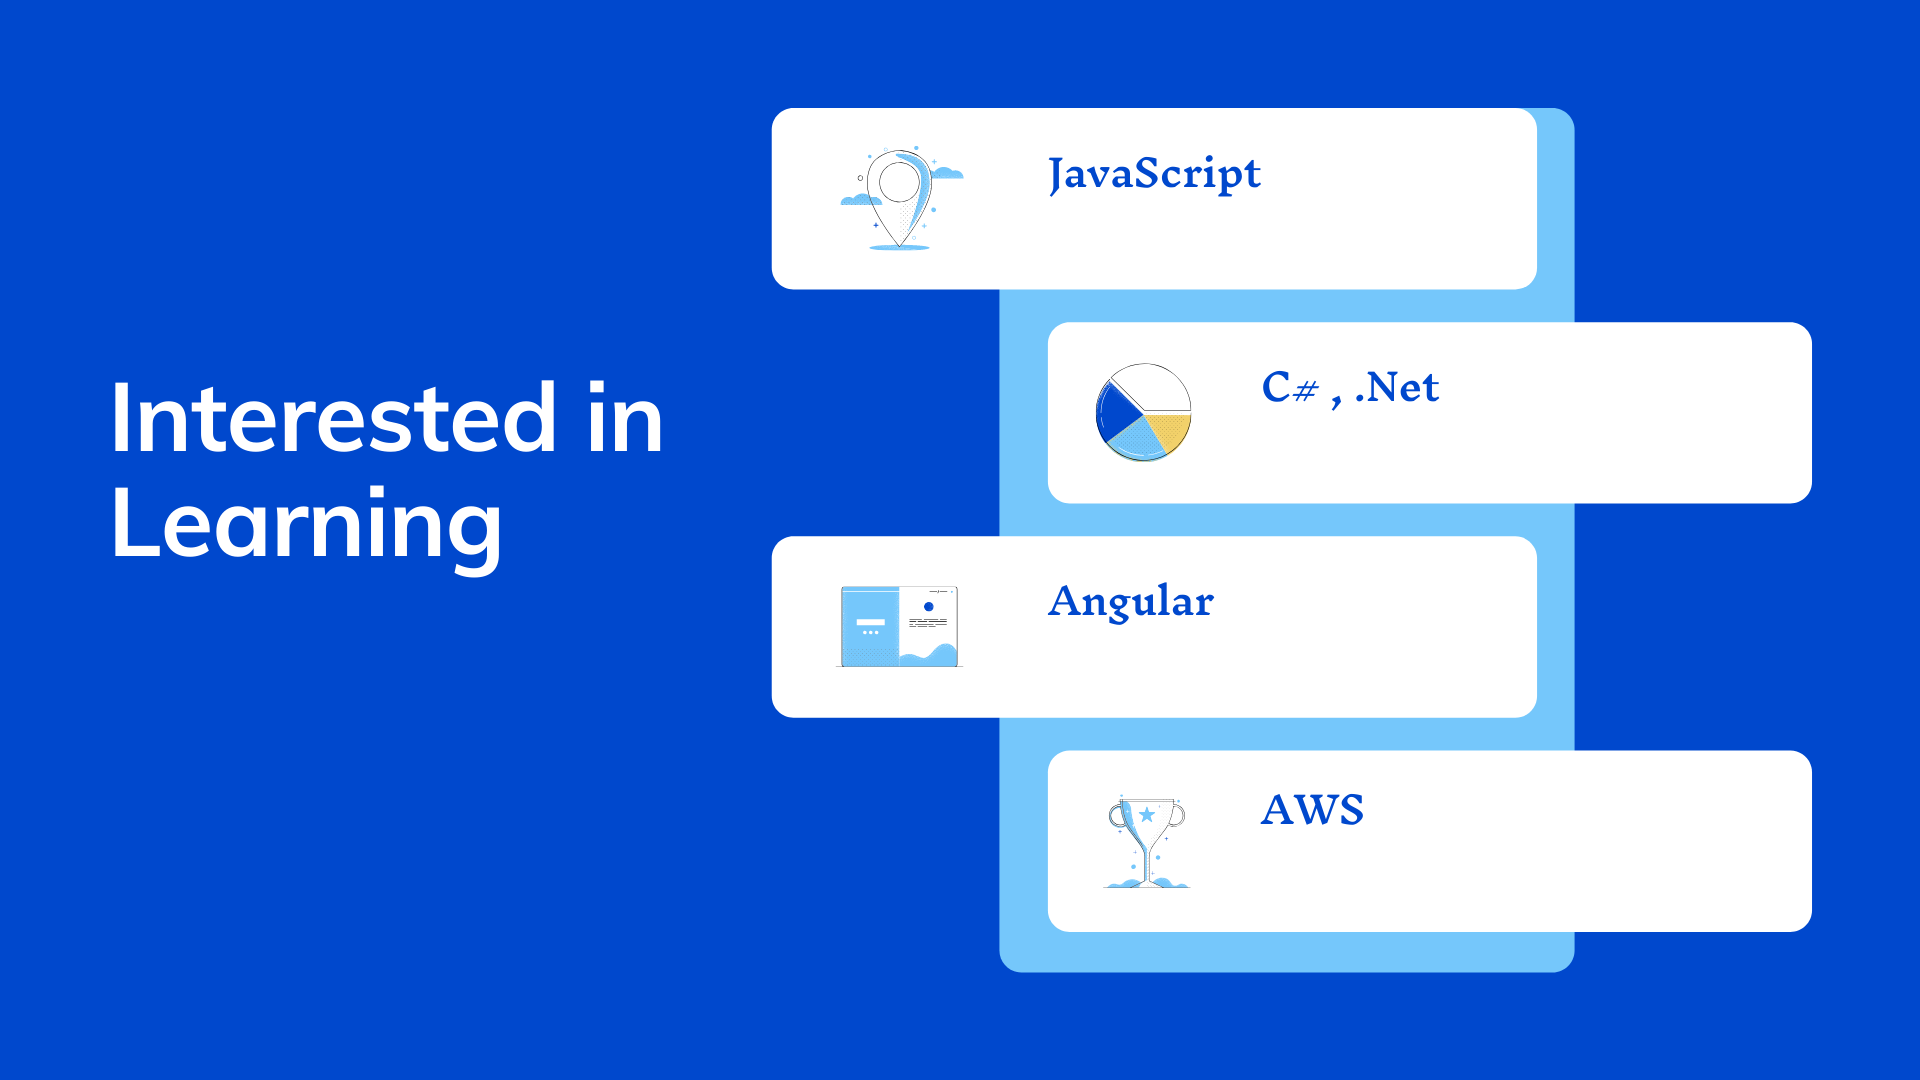 Interested in
Learning
JavaScript
C# , .Net
Angular
AWS